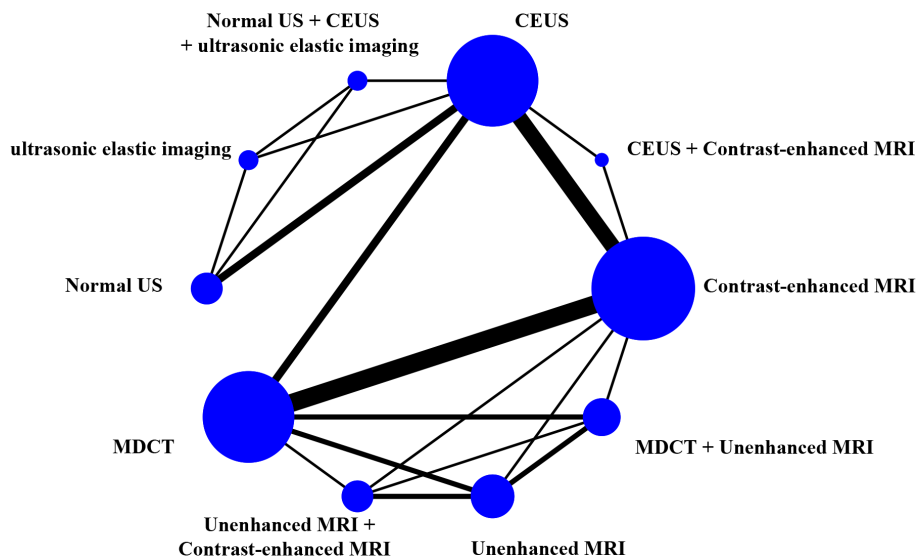 Normal US + CEUS
+ ultrasonic elastic imaging
CEUS
ultrasonic elastic imaging
CEUS + Contrast-enhanced MRI
Normal US
Contrast-enhanced MRI
MDCT
MDCT + Unenhanced MRI
Unenhanced MRI +
Contrast-enhanced MRI
Unenhanced MRI